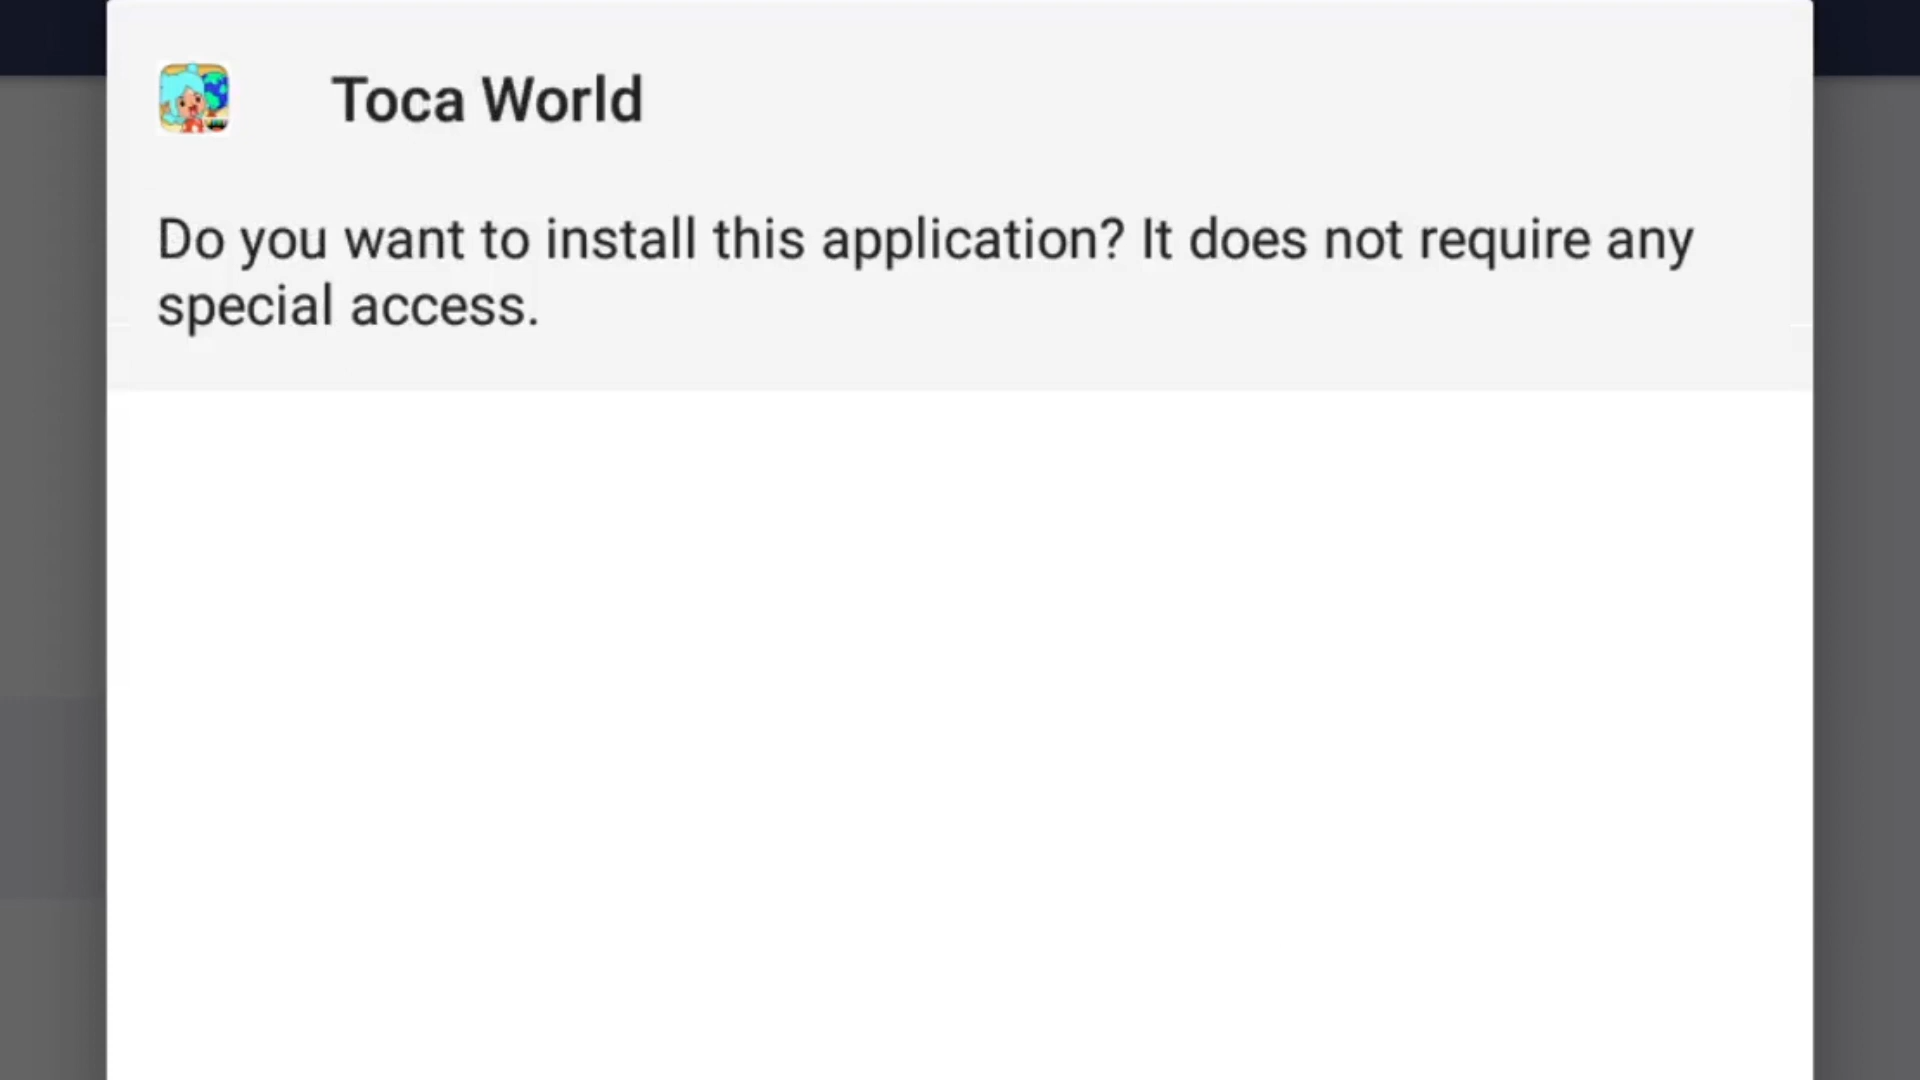 Toca World
Do you want to install this application? It does not require any
special access.